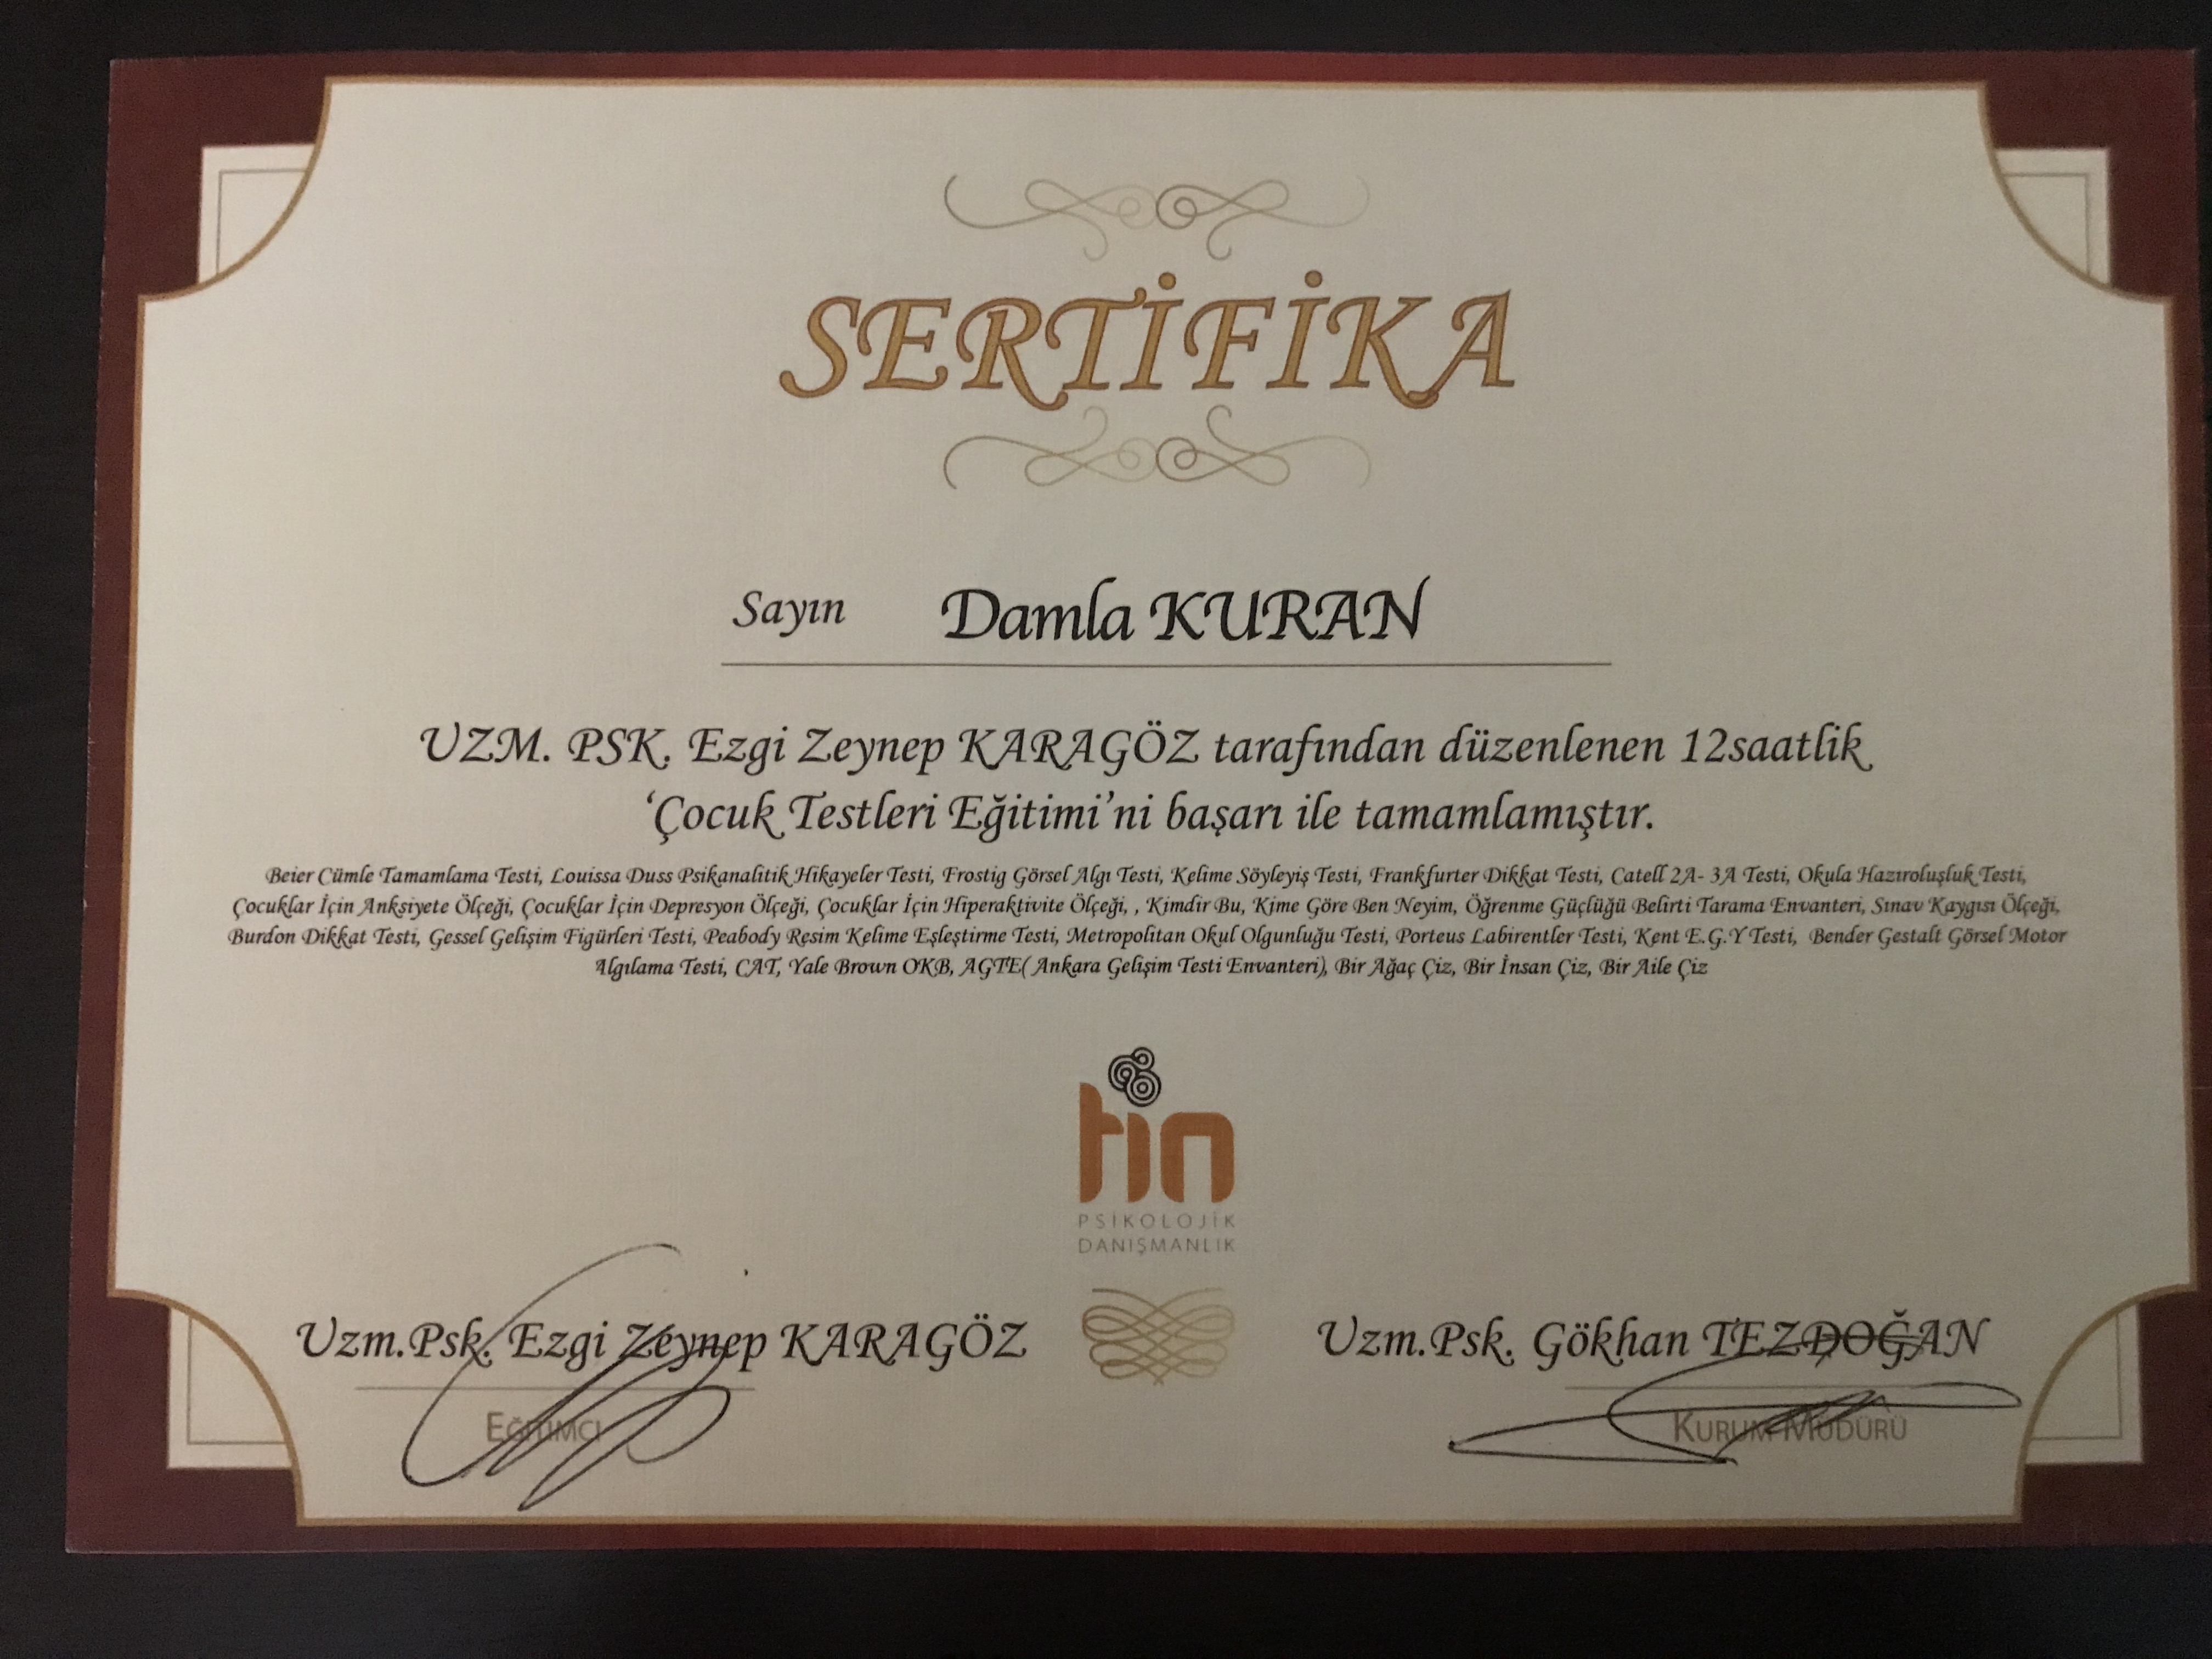 SERTİFİKA
Sayın Damla KURAN
UZM. PSK. Ezgi Zeynep KARAGÖZ tarafından düzenlenen 12saatlik
‘Çocuk Testleri Eğitimi’ni başarı ile tamamlamıştır.
Beier Cümle Tamamlama Testi, Louissa Duss Psikanalitik Hikayeler Testi, Frostig Görsel Algı Testi, Kelime Söyleyiş Testi, Frankfurter Dikkat Testi, Catell 2A- 3A Testi, Okula Hazıroluşluk Testi,
Çocuklar İçin Anksiyete Ölçeği, Çocuklar İçin Depresyon Ölçeği, Çocuklar İçin Hiperaktivite Ölçeği, , Kimdir Bu, Kime Göre Ben Neyim, Öğrenme Güçlüğü Belirti Tarama Envanteri, Sınav Kaygısı Ölçeği,
Burdon Dikkat Testi, Gessel Gelişim Figürleri Testi, Peabody Resim Kelime Eşleştirme Testi, Metropolitan Okul Olgunluğu Testi, Porteus Labirentler Testi, Kent E.G.Y Testi, Bender Gestalt Görsel Motor
Algılama Testi, CAT, Yale Brown OKB, AGTE( Ankara Gelişim Testi Envanteri), Bir Ağaç Çiz, Bir İnsan Çiz, Bir Aile Çiz
tin
PSİKOLOJİK
DANIŞMANLIK
Uzm.Psk. Ezgi Zeynep KARAGÖZ
EĞİTİMCİ
Uzm.Psk. Gökhan TEZDOĞAN
KURUM MÜDÜRÜ